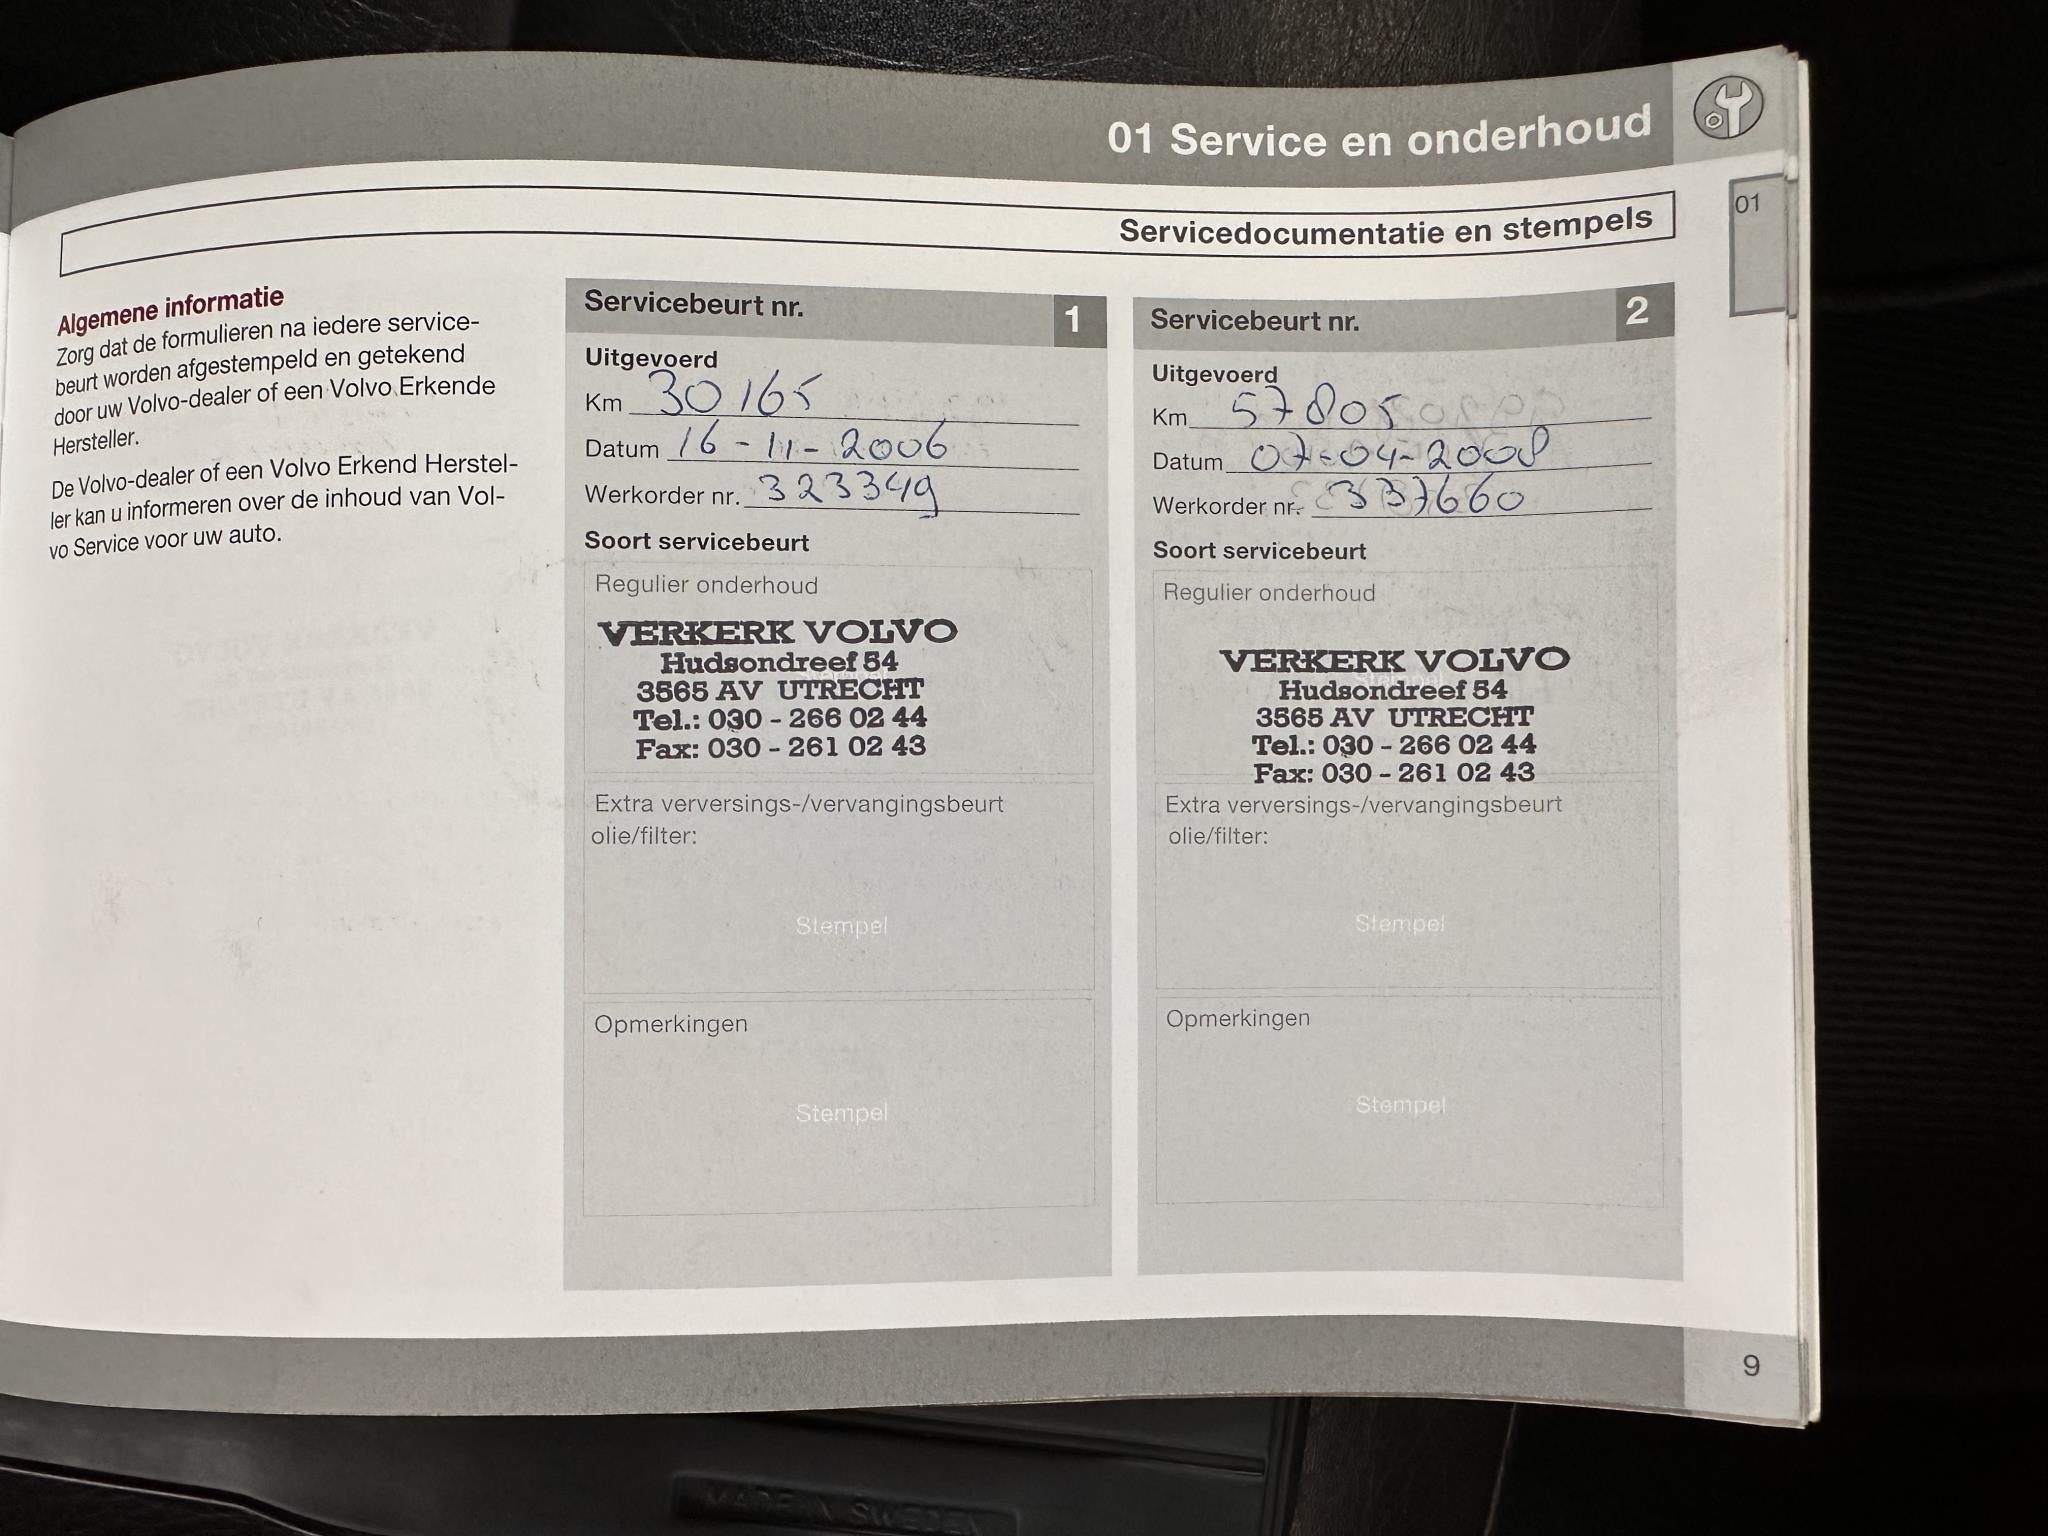 01 Service en onderhoud
01
Servicedocumentatie en stempels
Algemene informatie
Zorg dat de formulieren na iedere service-
beurt worden afgestempeld en getekend
door uw Volvo-dealer of een Volvo Erkende
Hersteller.
De Volvo-dealer of een Volvo Erkend Herstel-
ler kan u informeren over de inhoud van Vol-
vo Service voor uw auto.
Servicebeurt nr. 1
Uitgevoerd
Km 30165
Datum 16-11-2006
Werkorder nr. 323349
Soort servicebeurt
Regulier onderhoud
Stempel
VERKERK VOLVO
Hudsondreef 54
3565 AV UTRECHT
Tel.: 030 - 266 02 44
Fax: 030 - 261 02 43
Extra verversings-/vervangingsbeurt
olie/filter:
Stempel
Opmerkingen
Stempel
Servicebeurt nr. 2
Uitgevoerd
Km 57805
Datum 07-04-2008
Werkorder nr. 337660
Soort servicebeurt
Regulier onderhoud
Stempel
VERKERK VOLVO
Hudsondreef 54
3565 AV UTRECHT
Tel.: 030 - 266 02 44
Fax: 030 - 261 02 43
Extra verversings-/vervangingsbeurt
olie/filter:
Stempel
Opmerkingen
Stempel
9
MADE IN SWEDEN